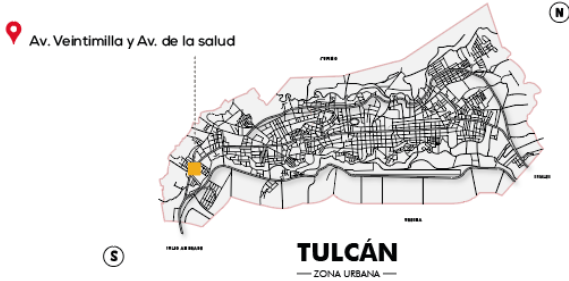 N
Av. Veintimilla y Av. de la salud
S
TULCÁN
ZONA URBANA